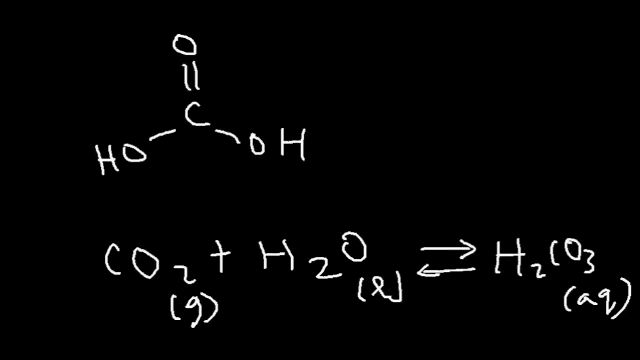 O
C
HO OH
CO2 + H2O ⇌ H2CO3
(g) (l) (aq)